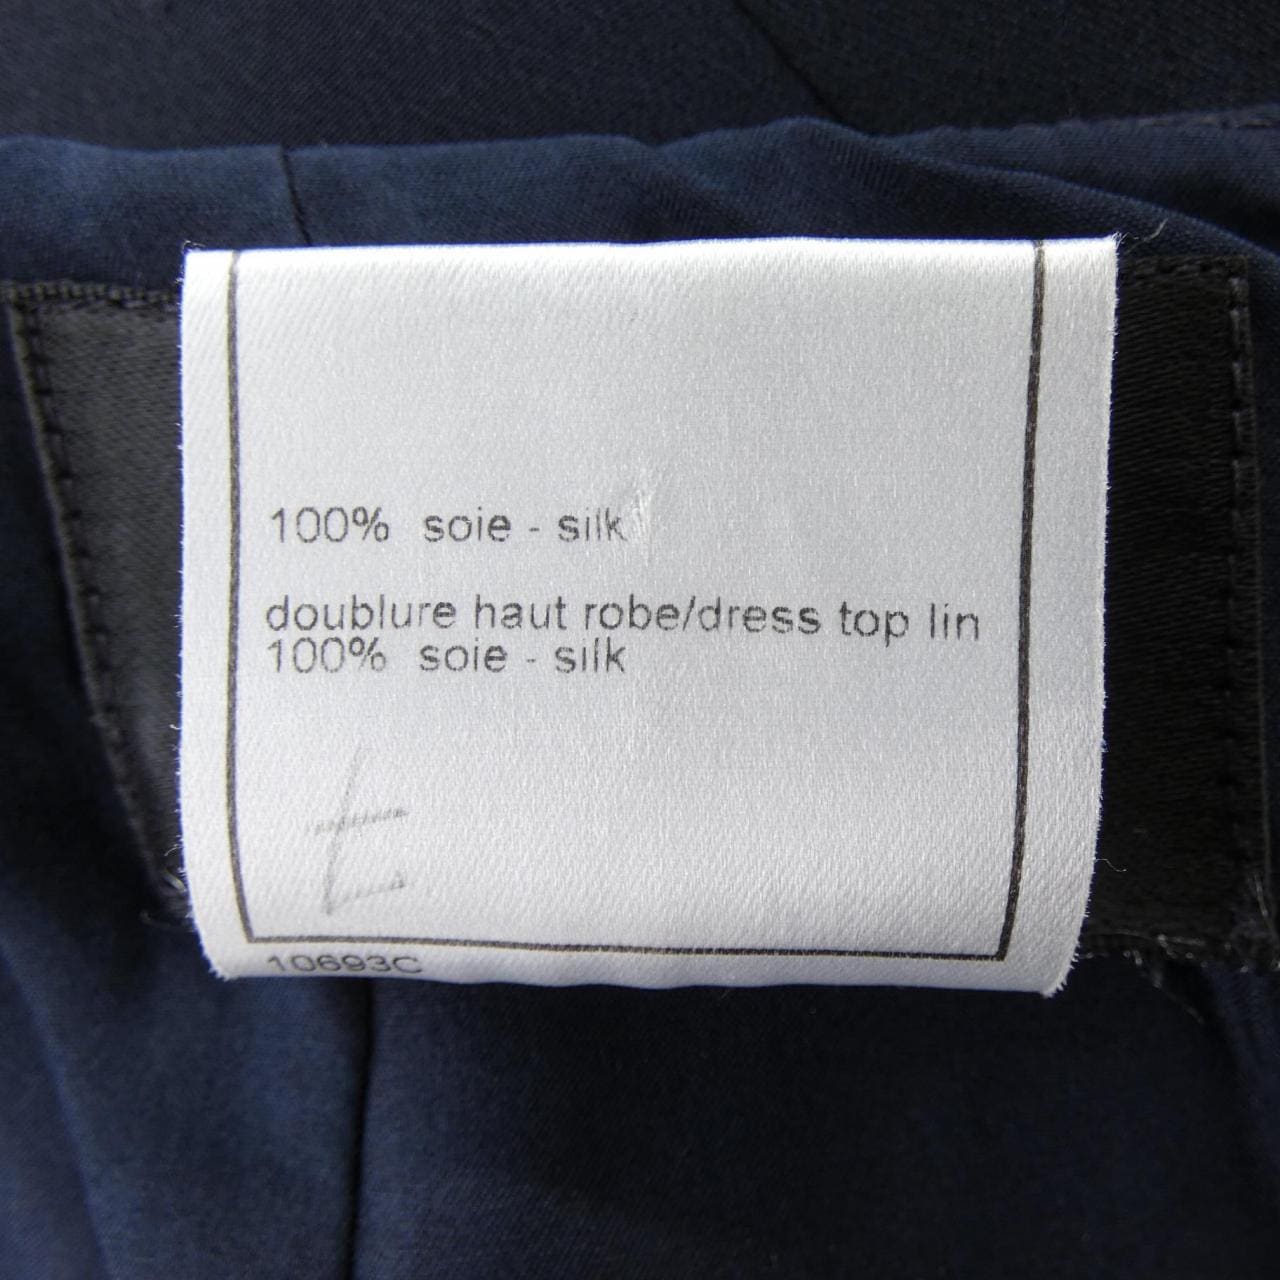 100% soie - silk
doublure haut robe/dress top lin
100% soie - silk
10693C